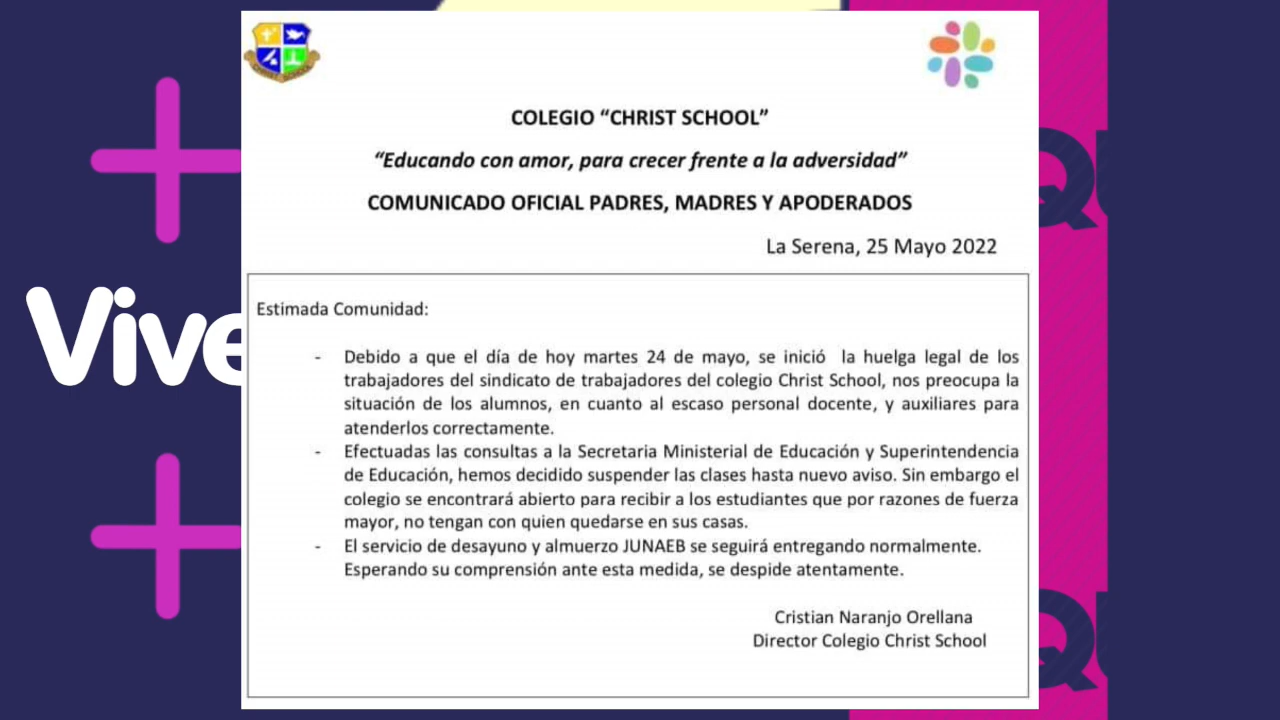 CHRIST SCHOOL
COLEGIO “CHRIST SCHOOL”
“Educando con amor, para crecer frente a la adversidad”
COMUNICADO OFICIAL PADRES, MADRES Y APODERADOS
La Serena, 25 Mayo 2022
Estimada Comunidad:
- Debido a que el día de hoy martes 24 de mayo, se inició la huelga legal de los
trabajadores del sindicato de trabajadores del colegio Christ School, nos preocupa la
situación de los alumnos, en cuanto al escaso personal docente, y auxiliares para
atenderlos correctamente.
- Efectuadas las consultas a la Secretaria Ministerial de Educación y Superintendencia
de Educación, hemos decidido suspender las clases hasta nuevo aviso. Sin embargo el
colegio se encontrará abierto para recibir a los estudiantes que por razones de fuerza
mayor, no tengan con quien quedarse en sus casas.
- El servicio de desayuno y almuerzo JUNAEB se seguirá entregando normalmente.
Esperando su comprensión ante esta medida, se despide atentamente.
Cristian Naranjo Orellana
Director Colegio Christ School
Vive